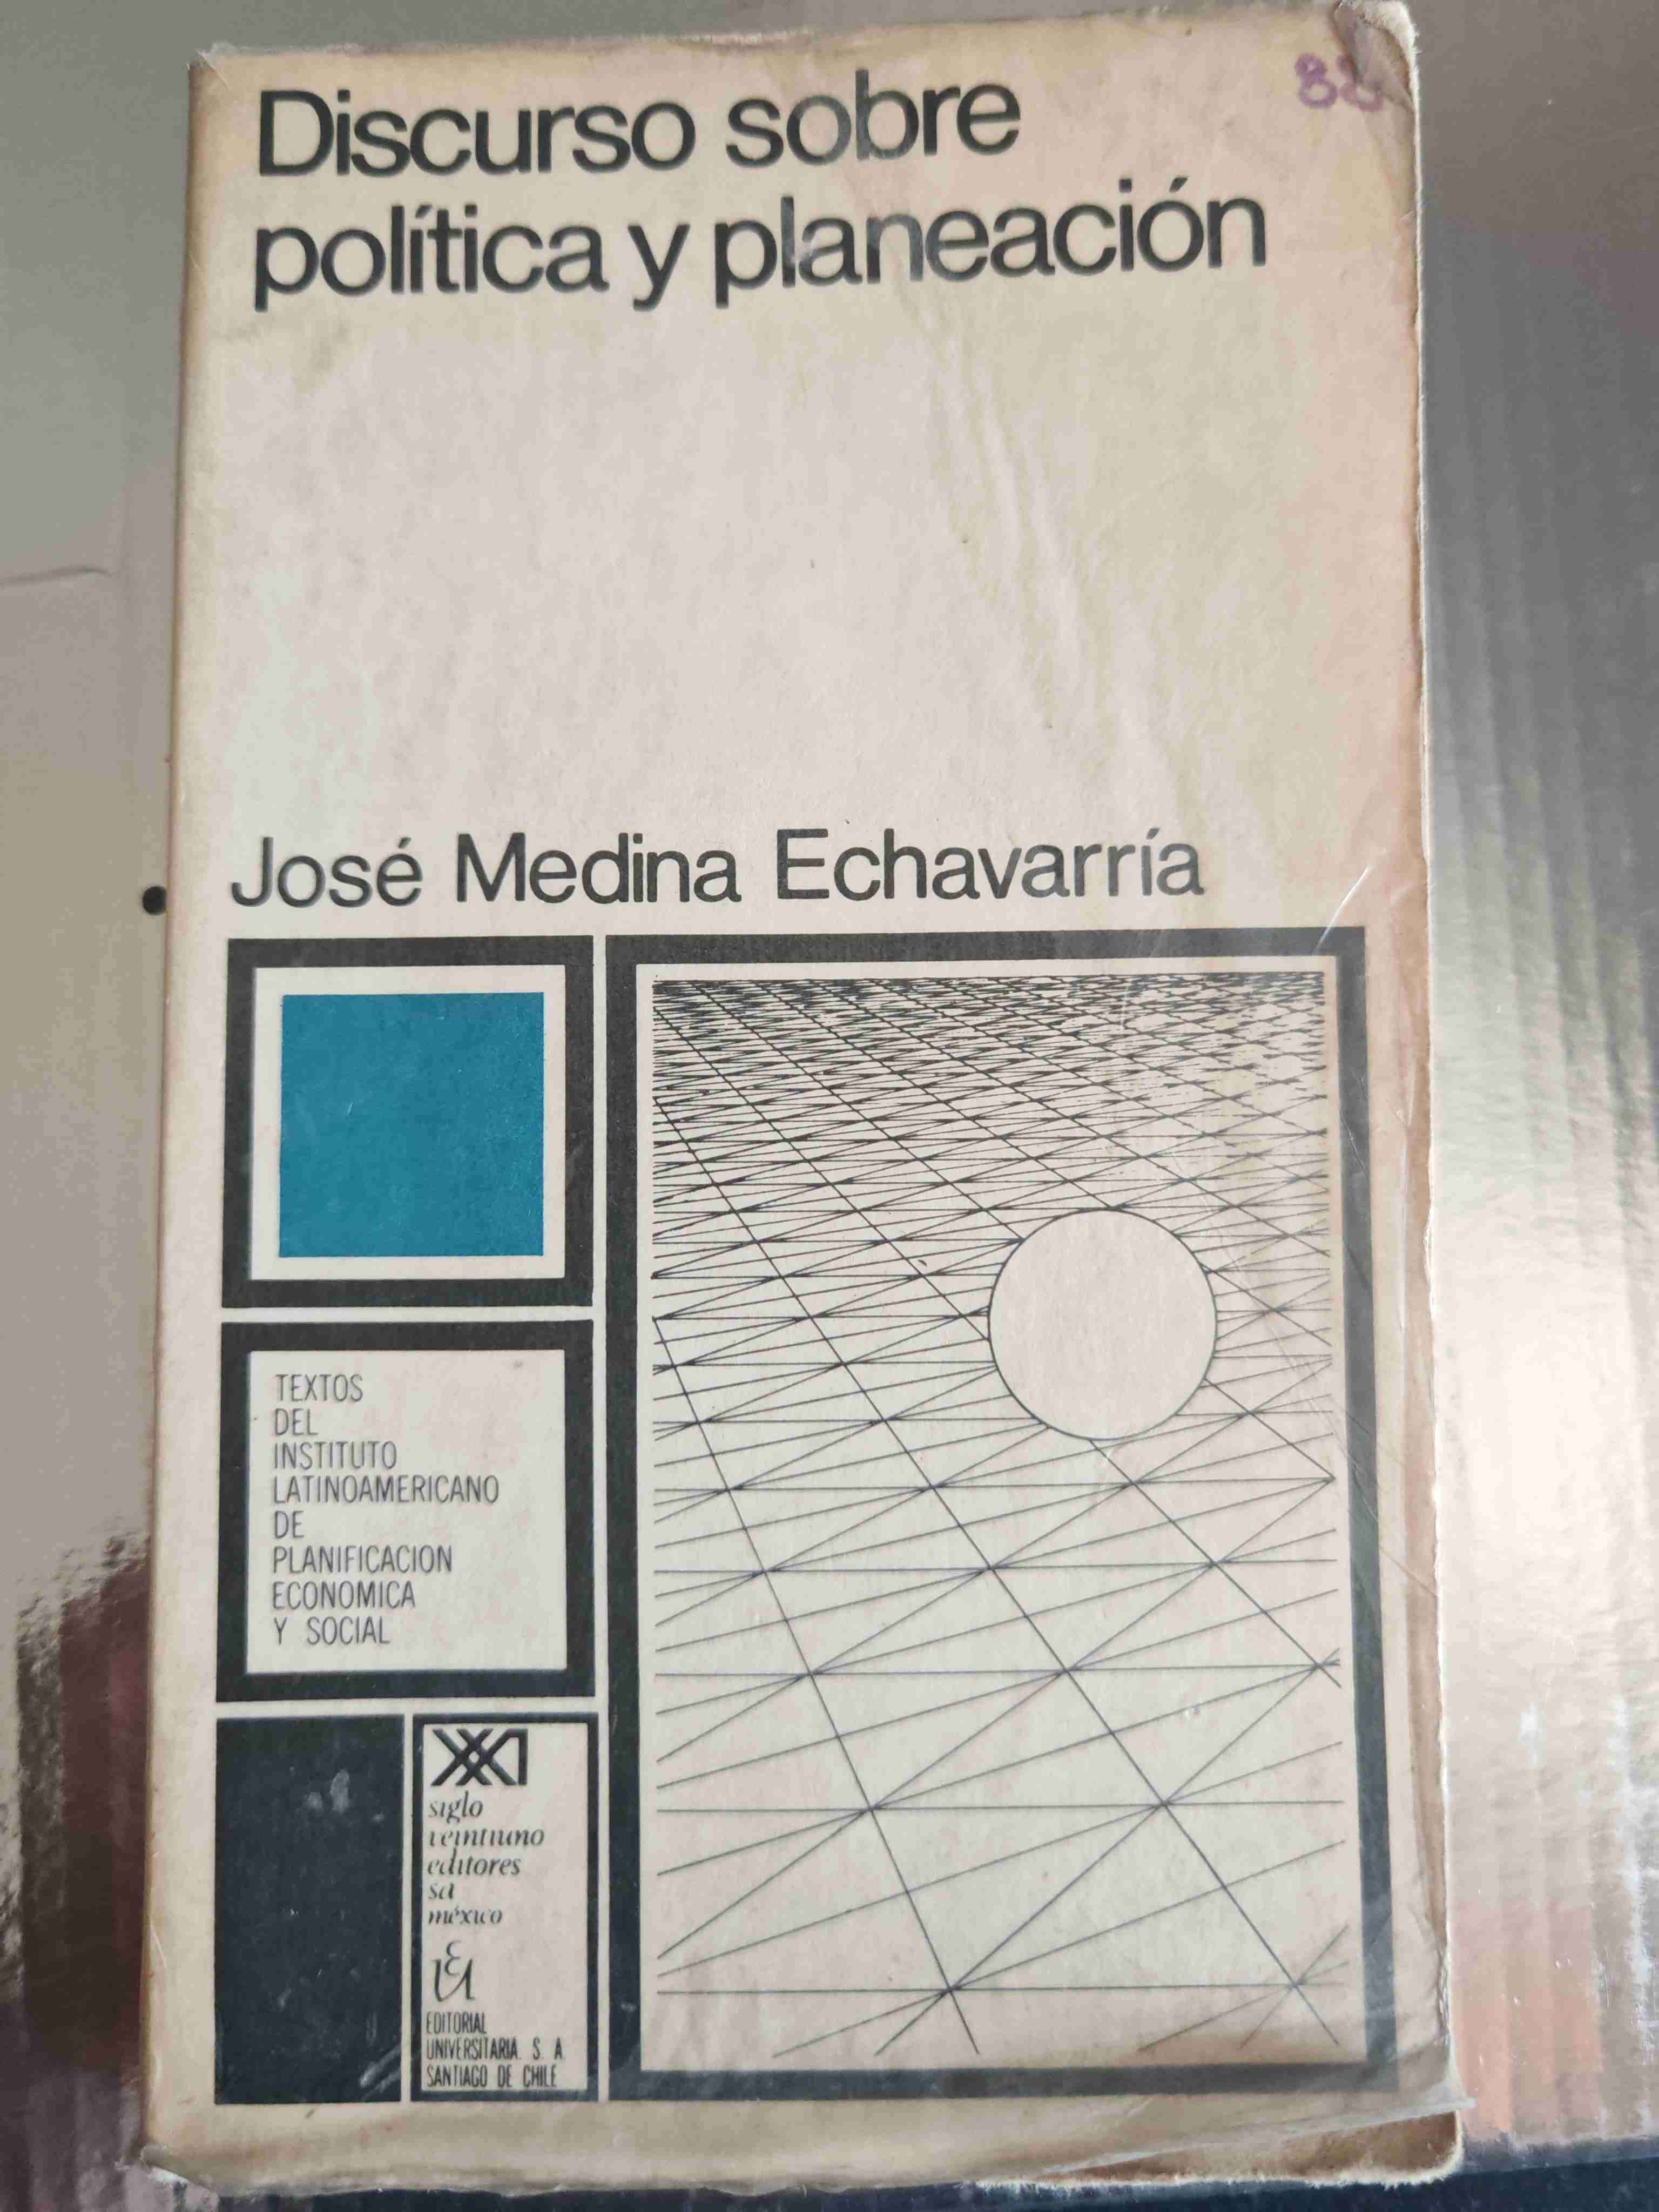 Discurso sobre
política y planeación
José Medina Echavarría
TEXTOS
DEL
INSTITUTO
LATINOAMERICANO
DE
PLANIFICACION
ECONOMICA
Y SOCIAL
XXI
siglo
veintiuno
editores
sa
méxico
EDITORIAL
UNIVERSITARIA. S. A
SANTIAGO DE CHILE